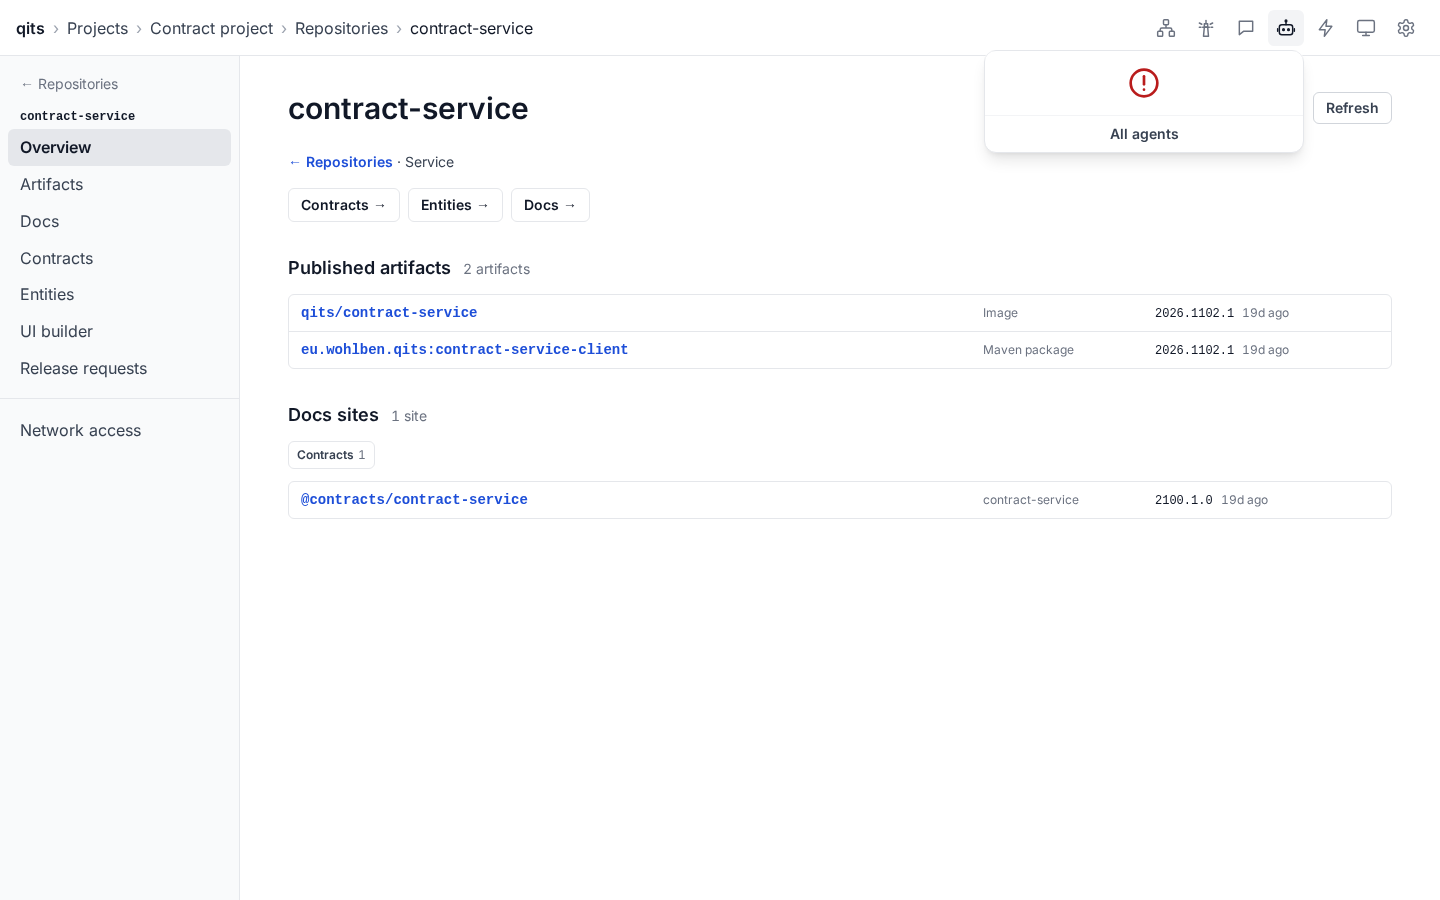 qits › Projects › Contract project › Repositories › contract-service
← Repositories
contract-service
Overview
Artifacts
Docs
Contracts
Entities
UI builder
Release requests
Network access
All agents
contract-service
Refresh
← Repositories · Service
Contracts →
Entities →
Docs →
Published artifacts 2 artifacts
qits/contract-service Image 2026.1102.1 19d ago
eu.wohlben.qits:contract-service-client Maven package 2026.1102.1 19d ago
Docs sites 1 site
Contracts 1
@contracts/contract-service contract-service 2100.1.0 19d ago